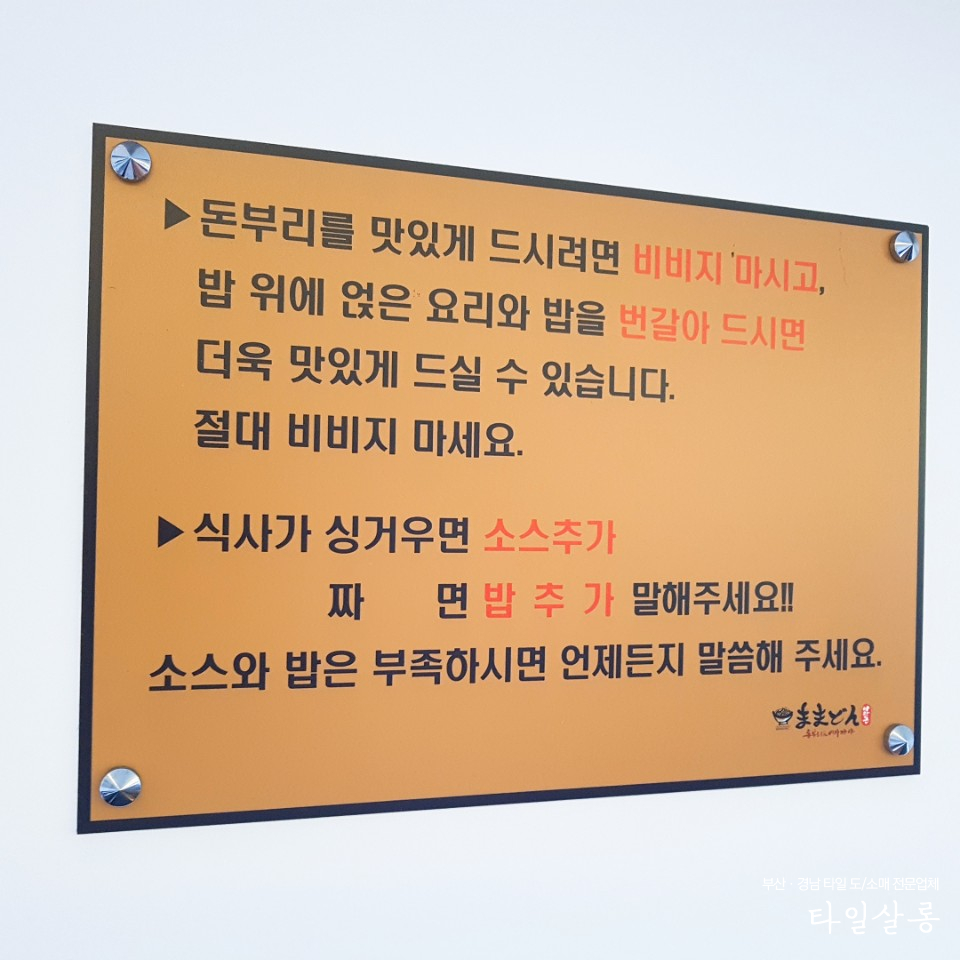 ▶돈부리를 맛있게 드시려면 비비지 마시고,
밥 위에 얹은 요리와 밥을 번갈아 드시면
더욱 맛있게 드실 수 있습니다.
절대 비비지 마세요.
▶식사가 싱거우면 소스추가
짜 면 밥 추 가 말해주세요!!
소스와 밥은 부족하시면 언제든지 말씀해 주세요.
ままどん
부산 · 경남 타일 도/소매 전문업체
타일살롱